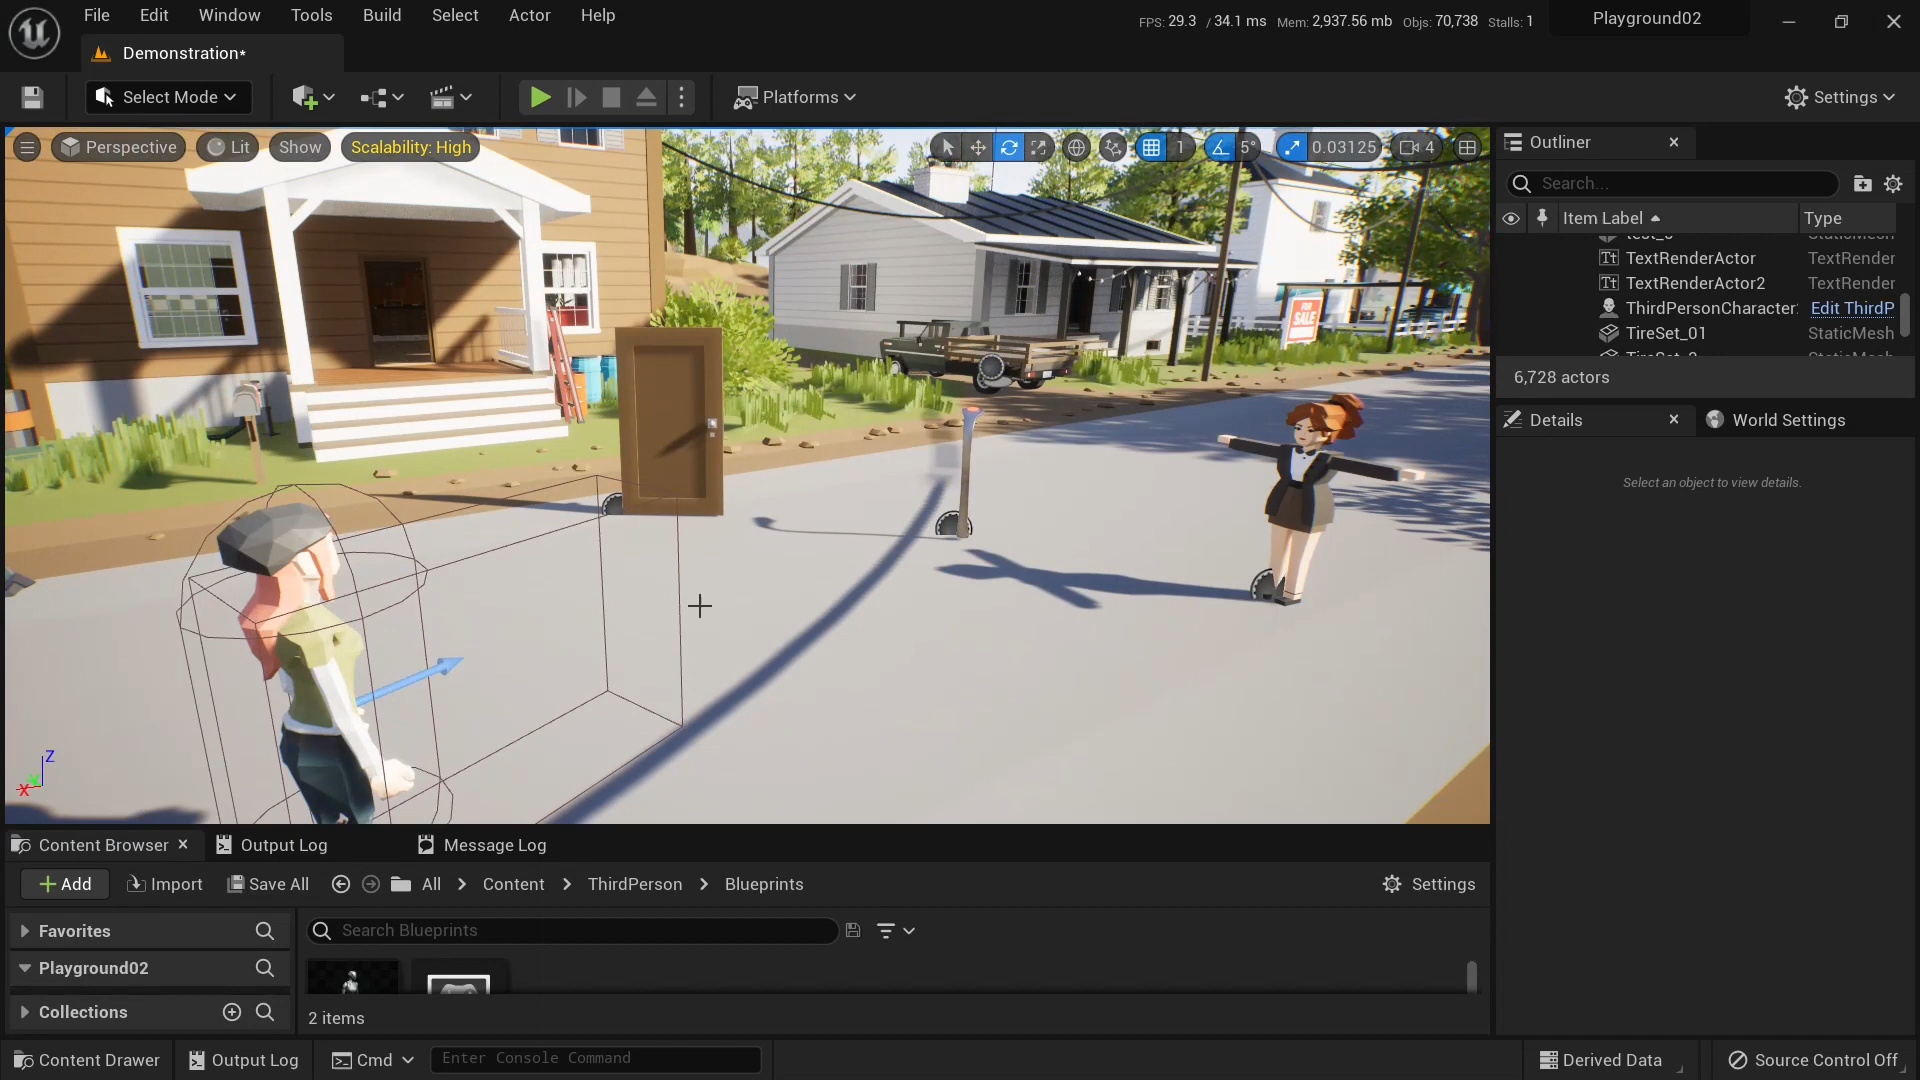 File Edit Window Tools Build Select Actor Help
FPS: 29.3 / 34.1 ms Mem: 2,937.56 mb Objs: 70,738 Stalls: 1
Playground02
Demonstration*
Select Mode
Platforms
Settings
Perspective Lit Show Scalability: High
1 5° 0.03125 4
Outliner
Search...
Item Label Type
TextRenderActor TextRender
TextRenderActor2 TextRender
ThirdPersonCharacter Edit ThirdP
TireSet_01 StaticMesh
6,728 actors
Details World Settings
Select an object to view details.
FOR
SALE
Z
X
Content Browser Output Log Message Log
Add Import Save All All Content ThirdPerson Blueprints Settings
Favorites
Search Blueprints
Playground02
Collections
2 items
Content Drawer Output Log Cmd Enter Console Command Derived Data Source Control Off